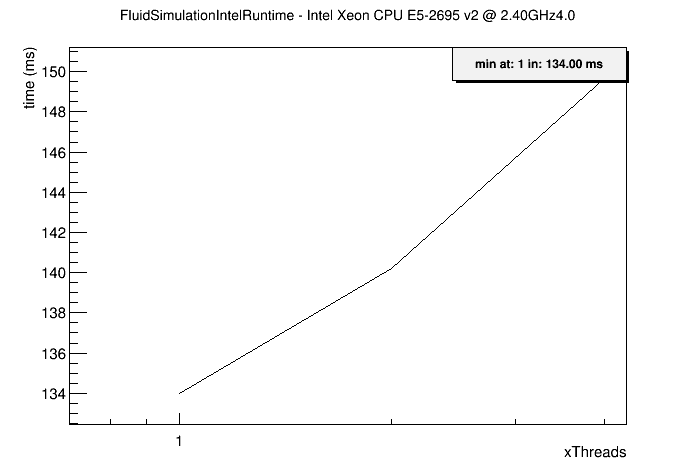 FluidSimulationIntelRuntime - Intel Xeon CPU E5-2695 v2 @ 2.40GHz4.0
time (ms)
min at: 1 in: 134.00 ms
150
148
146
144
142
140
138
136
134
1
xThreads